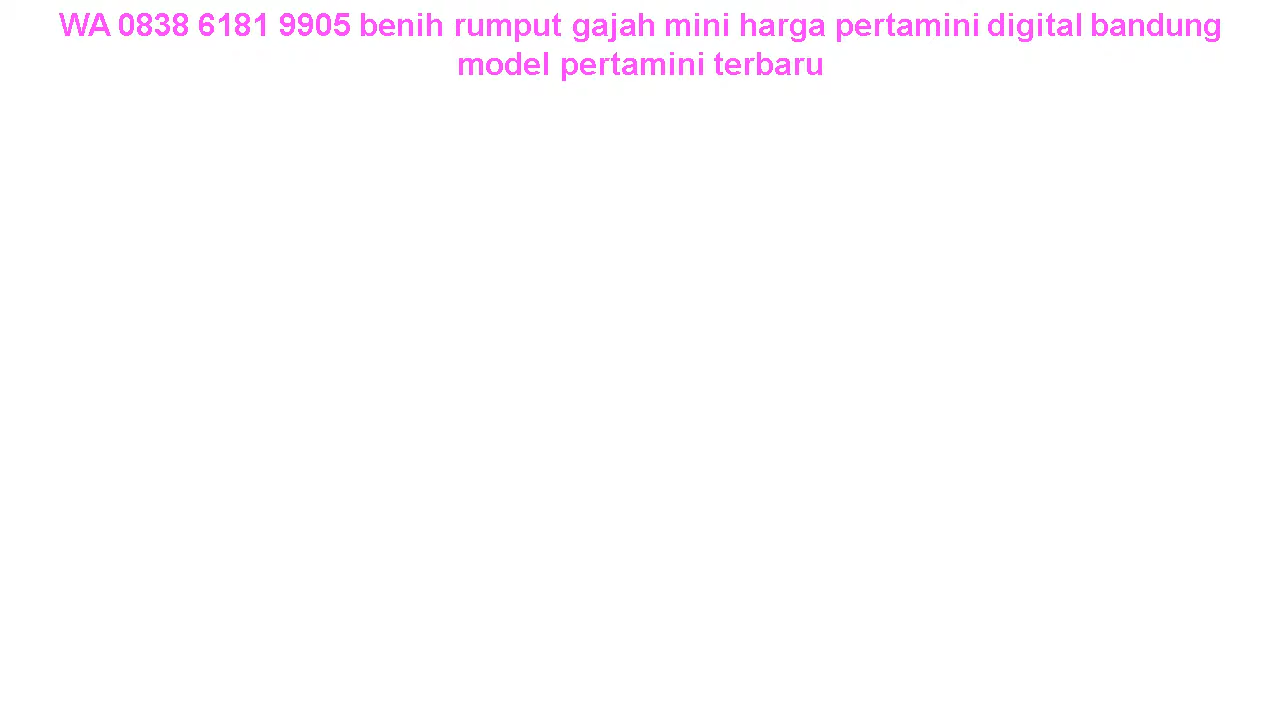 WA 0838 6181 9905 benih rumput gajah mini harga pertamini digital bandung
model pertamini terbaru